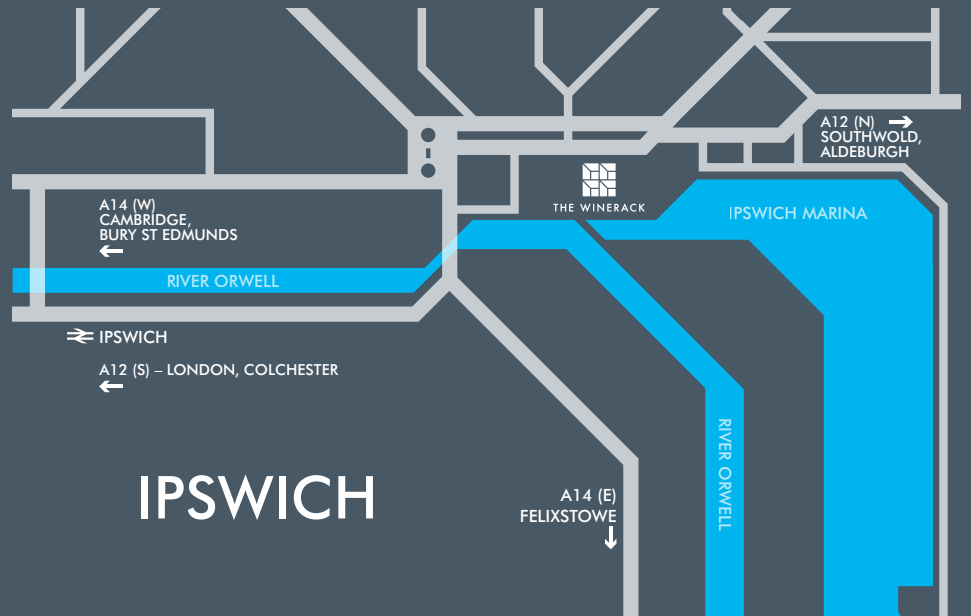 A12 (N)
SOUTHWOLD,
ALDEBURGH
THE WINERACK
A14 (W)
CAMBRIDGE,
BURY ST EDMUNDS
IPSWICH MARINA
RIVER ORWELL
IPSWICH
A12 (S) – LONDON, COLCHESTER
RIVER ORWELL
IPSWICH
A14 (E)
FELIXSTOWE